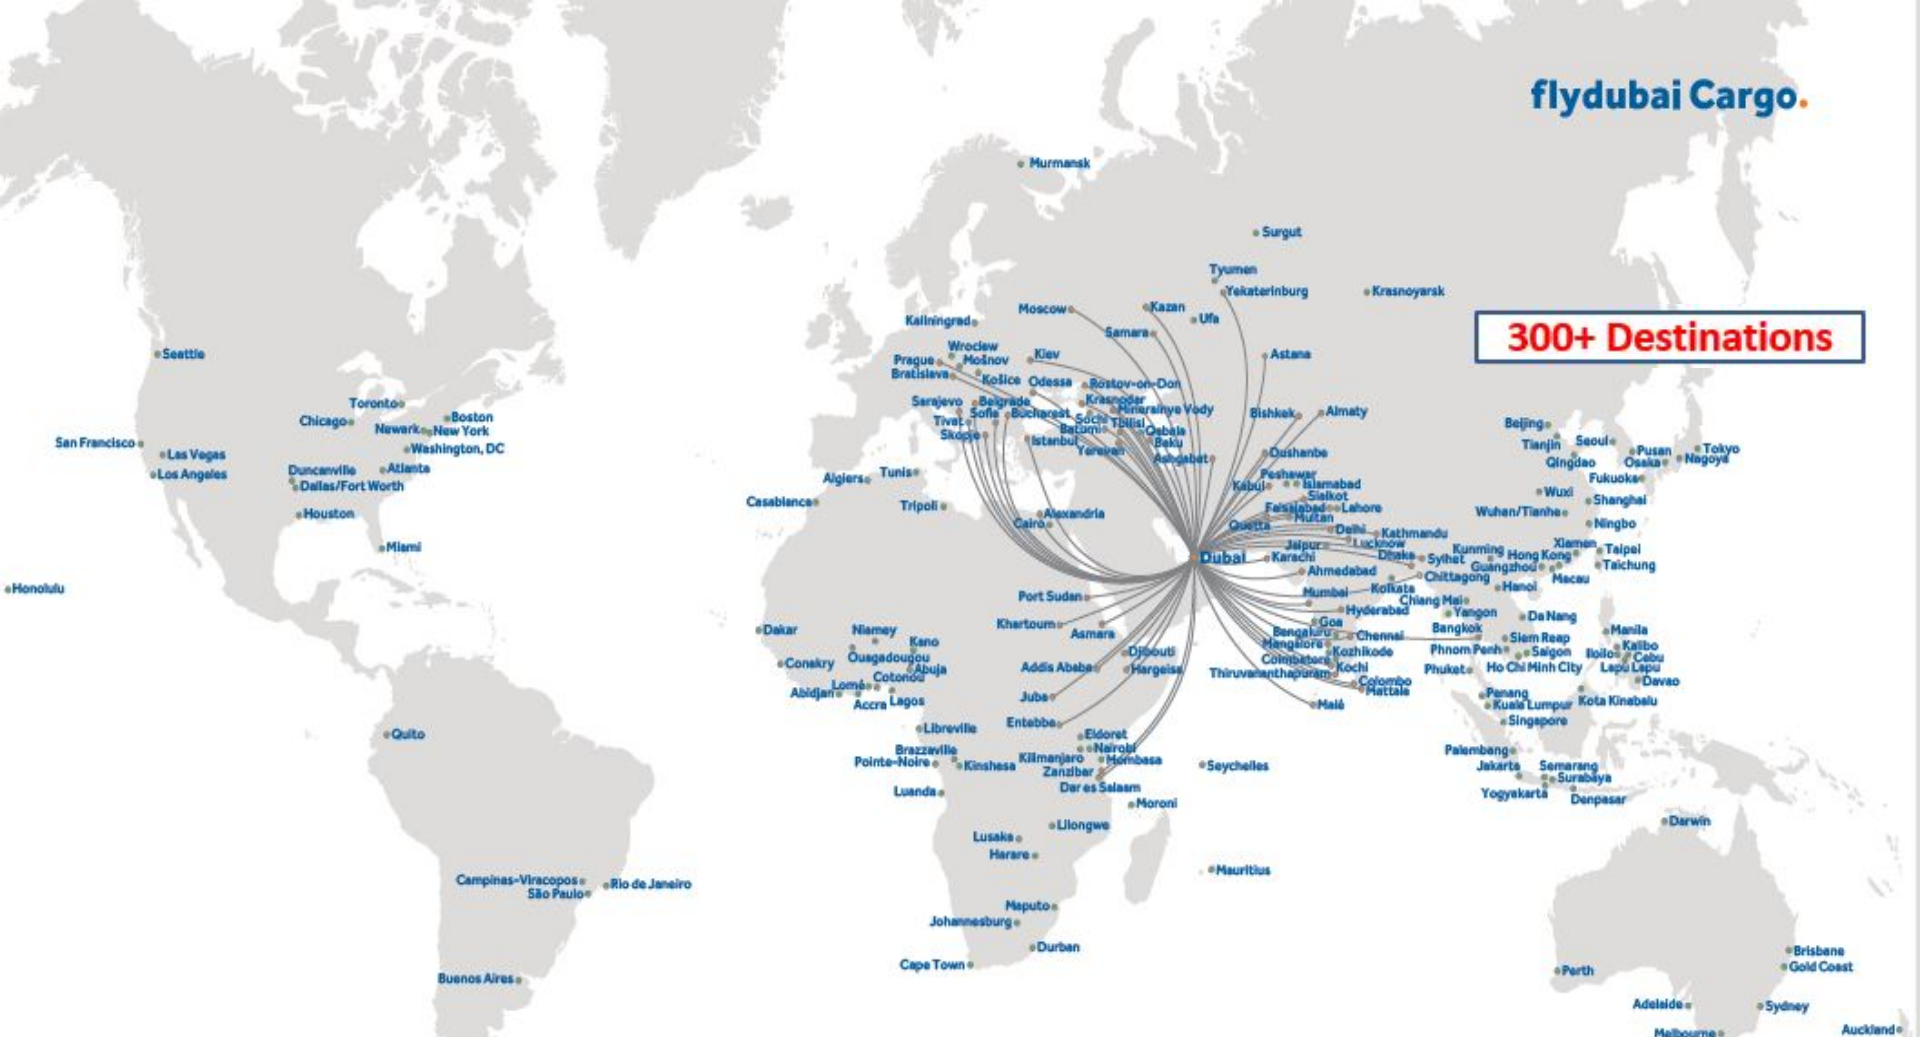 flydubai Cargo.
Murmansk
Surgut
Tyumen
Yekaterinburg
Krasnoyarsk
Moscow
Kazan
Ufa
Kaliningrad
Samara
300+ Destinations
Seattle
Wroclaw
Prague
Mošnov
Kiev
Astana
Bratislava
Košice
Odessa
Rostov-on-Don
Toronto
Sarajevo
Belgrade
Krasnodar
Chicago
Boston
Newark
New York
Tivat
Sofia
Bucharest
Mineralnye Vody
Sochi
Tbilisi
Bishkek
Almaty
Batumi
Qabala
Skopje
Istanbul
Baku
Yerevan
Ashgabat
Dushanbe
San Francisco
Las Vegas
Washington, DC
Los Angeles
Duncanville
Atlanta
Dallas/Fort Worth
Houston
Miami
Honolulu
Algiers
Tunis
Casablanca
Tripoli
Alexandria
Cairo
Peshawar
Kabul
Islamabad
Sialkot
Faisalabad
Lahore
Multan
Quetta
Delhi
Kathmandu
Jaipur
Lucknow
Dubai
Karachi
Dhaka
Sylhet
Ahmedabad
Chittagong
Kolkata
Mumbai
Hyderabad
Goa
Bengaluru
Chennai
Mangalore
Kozhikode
Coimbatore
Kochi
Thiruvananthapuram
Colombo
Mattala
Malé
Beijing
Tianjin
Seoul
Pusan
Tokyo
Qingdao
Osaka
Nagoya
Fukuoka
Wuxi
Shanghai
Wuhan/Tianhe
Ningbo
Xiamen
Taipei
Kunming
Hong Kong
Guangzhou
Taichung
Macau
Hanoi
Chiang Mai
Yangon
Da Nang
Bangkok
Siem Reap
Manila
Phnom Penh
Saigon
Iloilo
Kalibo
Cebu
Phuket
Ho Chi Minh City
Lapu Lapu
Davao
Penang
Kuala Lumpur
Kota Kinabalu
Singapore
Palembang
Jakarta
Semarang
Surabaya
Yogyakarta
Denpasar
Port Sudan
Khartoum
Asmara
Djibouti
Addis Ababa
Hargeisa
Juba
Entebbe
Eldoret
Kilimanjaro
Nairobi
Mombasa
Zanzibar
Dar es Salaam
Moroni
Seychelles
Dakar
Niamey
Kano
Conakry
Ouagadougou
Abuja
Cotonou
Lomé
Abidjan
Accra
Lagos
Libreville
Brazzaville
Pointe-Noire
Kinshasa
Luanda
Lilongwe
Lusaka
Harare
Mauritius
Maputo
Johannesburg
Durban
Cape Town
Quito
Campinas-Viracopos
Rio de Janeiro
São Paulo
Buenos Aires
Darwin
Brisbane
Gold Coast
Perth
Adelaide
Sydney
Melbourne
Auckland